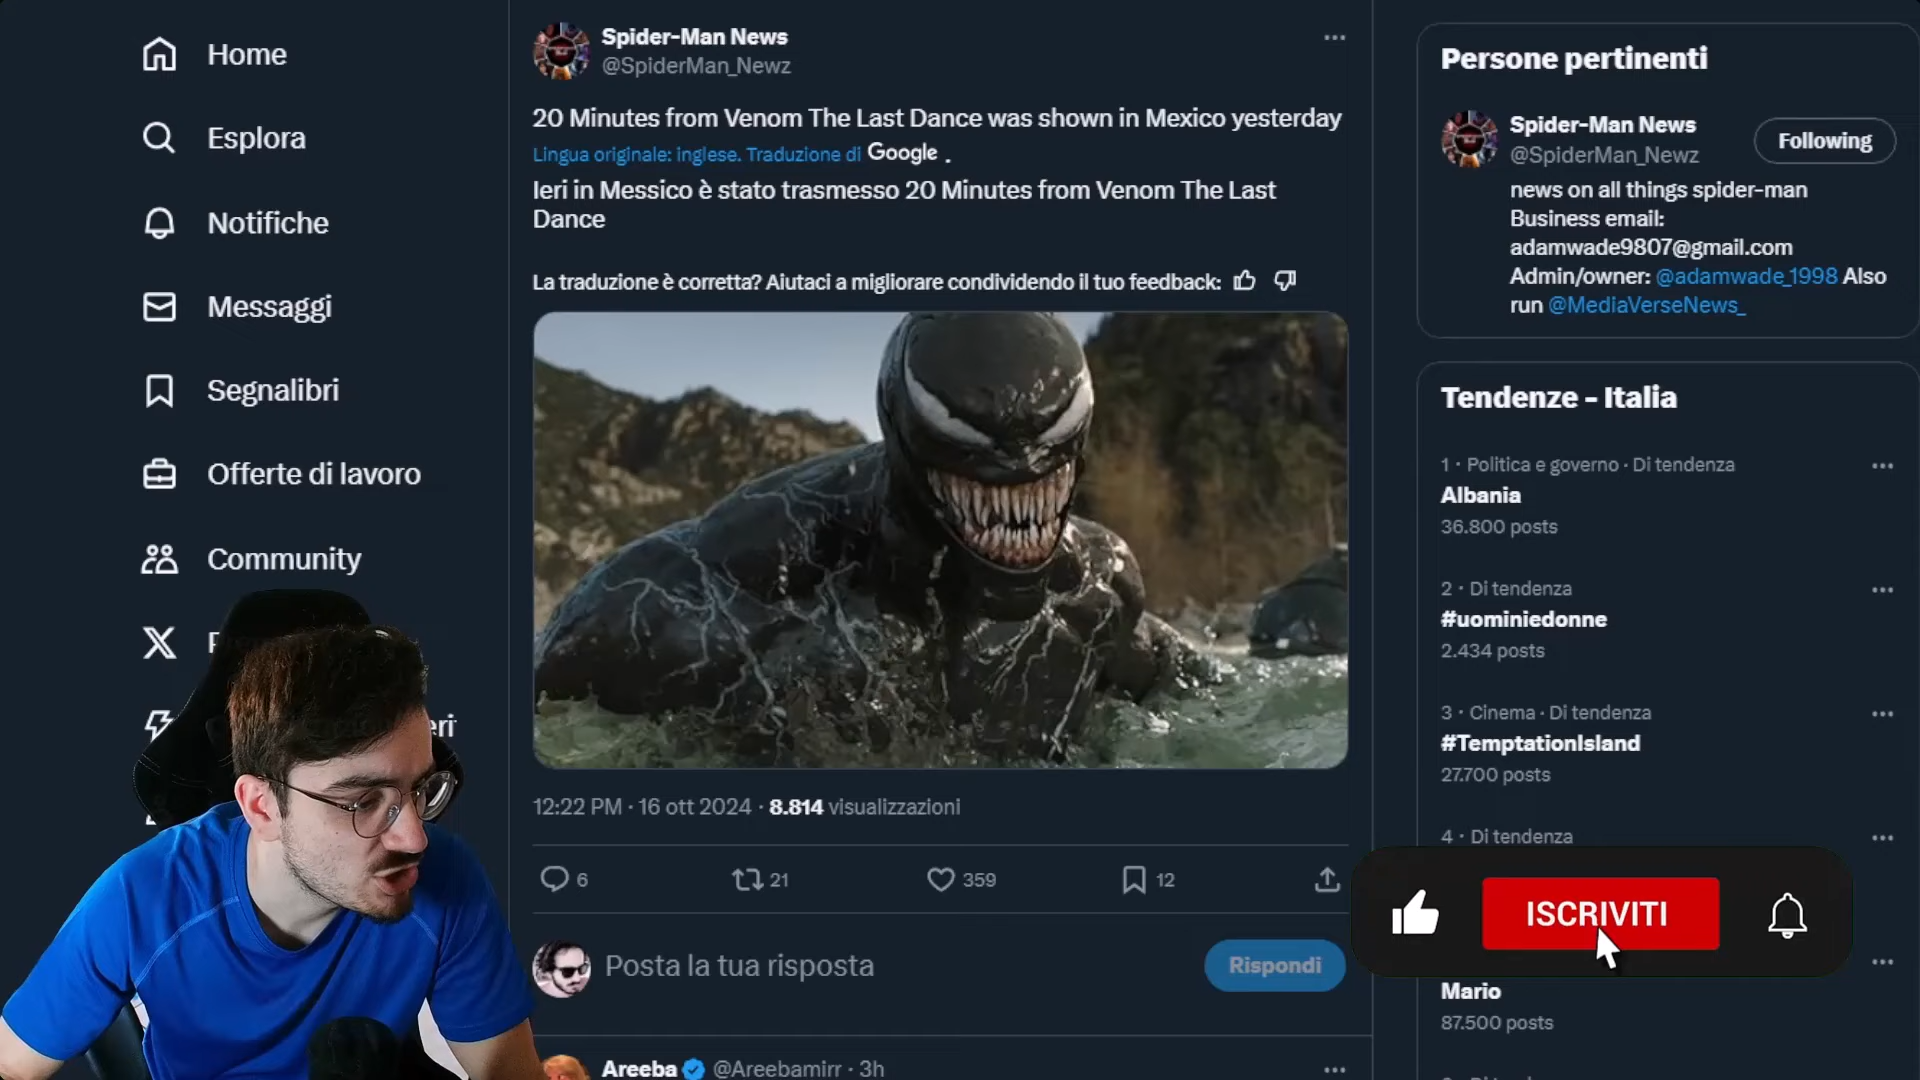 Home
Esplora
Notifiche
Messaggi
Segnalibri
Offerte di lavoro
Community
Spider-Man News
@SpiderMan_Newz
20 Minutes from Venom The Last Dance was shown in Mexico yesterday
Lingua originale: inglese. Traduzione di Google .
Ieri in Messico è stato trasmesso 20 Minutes from Venom The Last
Dance
La traduzione è corretta? Aiutaci a migliorare condividendo il tuo feedback:
12:22 PM · 16 ott 2024 · 8.814 visualizzazioni
6
21
359
12
Posta la tua risposta
Rispondi
Areeba @Areebamirr · 3h
Persone pertinenti
Spider-Man News
@SpiderMan_Newz
Following
news on all things spider-man
Business email:
adamwade9807@gmail.com
Admin/owner: @adamwade_1998 Also
run @MediaVerseNews_
Tendenze - Italia
1 · Politica e governo · Di tendenza
Albania
36.800 posts
2 · Di tendenza
#uominiedonne
2.434 posts
3 · Cinema · Di tendenza
#TemptationIsland
27.700 posts
4 · Di tendenza
ISCRIVITI
Mario
87.500 posts